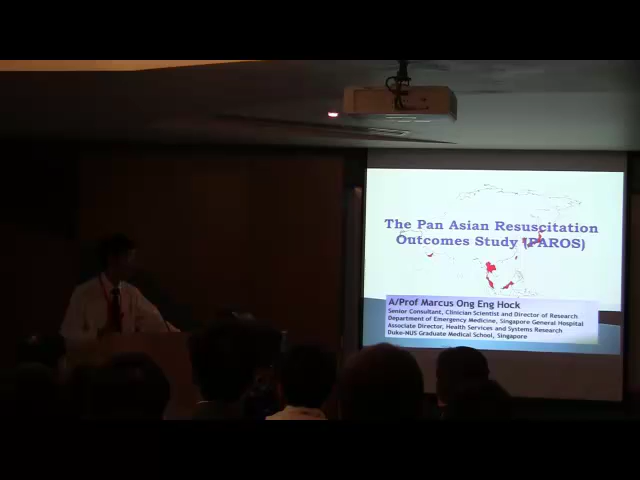 The Pan Asian Resuscitation
Outcomes Study (PAROS)
A/Prof Marcus Ong Eng Hock
Senior Consultant, Clinician Scientist and Director of Research
Department of Emergency Medicine, Singapore General Hospital
Associate Director, Health Services and Systems Research
Duke-NUS Graduate Medical School, Singapore